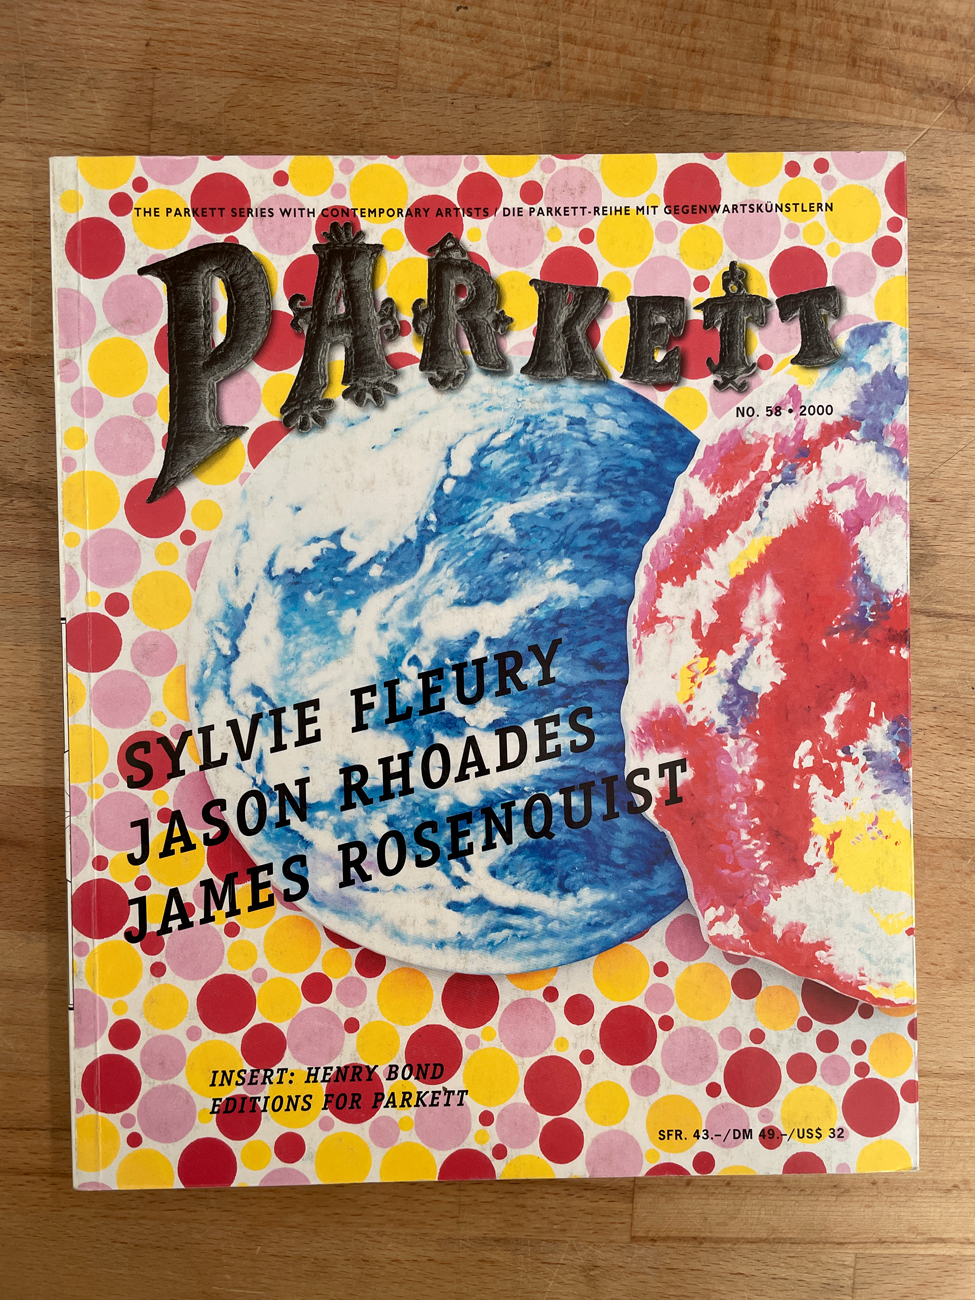 THE PARKETT SERIES WITH CONTEMPORARY ARTISTS / DIE PARKETT-REIHE MIT GEGENWARTSKÜNSTLERN
PARKETT
NO. 58 • 2000
SYLVIE FLEURY
JASON RHOADES
JAMES ROSENQUIST
INSERT: HENRY BOND
EDITIONS FOR PARKETT
SFR. 43.–/DM 49.–/US$ 32